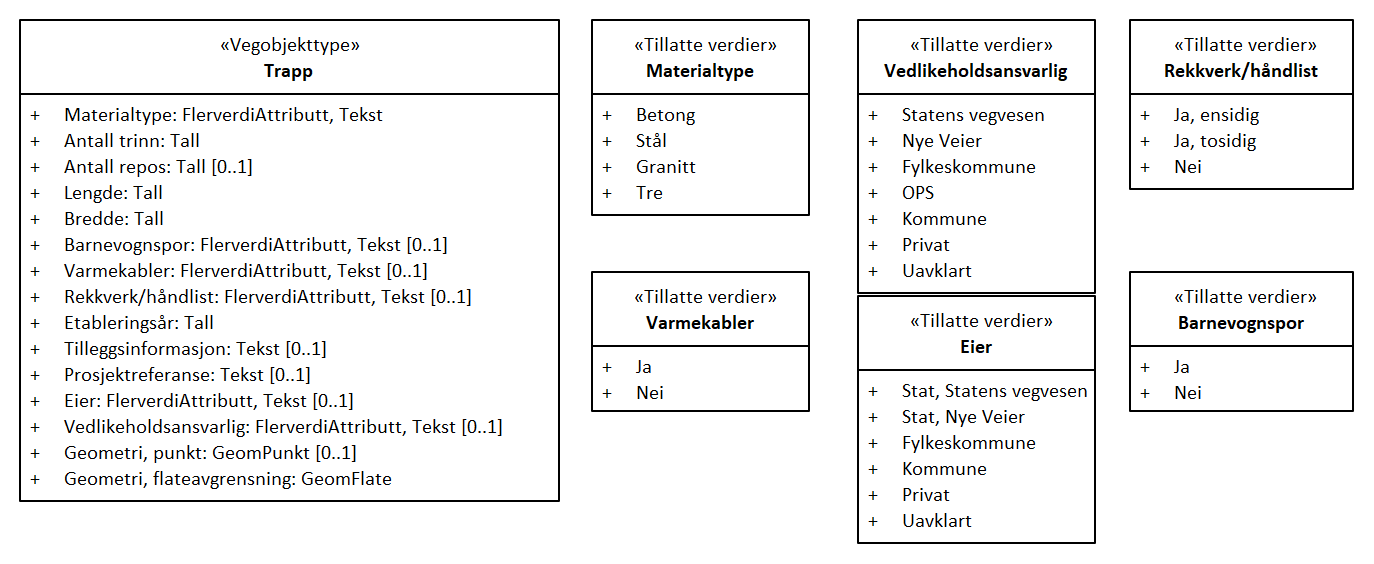 «Vegobjekttype»
Trapp
+ Materialtype: FlerverdiAttributt, Tekst
+ Antall trinn: Tall
+ Antall repos: Tall [0..1]
+ Lengde: Tall
+ Bredde: Tall
+ Barnevognspor: FlerverdiAttributt, Tekst [0..1]
+ Varmekabler: FlerverdiAttributt, Tekst [0..1]
+ Rekkverk/håndlist: FlerverdiAttributt, Tekst [0..1]
+ Etableringsår: Tall
+ Tilleggsinformasjon: Tekst [0..1]
+ Prosjektreferanse: Tekst [0..1]
+ Eier: FlerverdiAttributt, Tekst [0..1]
+ Vedlikeholdsansvarlig: FlerverdiAttributt, Tekst [0..1]
+ Geometri, punkt: GeomPunkt [0..1]
+ Geometri, flateavgrensning: GeomFlate
«Tillatte verdier»
Materialtype
+ Betong
+ Stål
+ Granitt
+ Tre
«Tillatte verdier»
Varmekabler
+ Ja
+ Nei
«Tillatte verdier»
Vedlikeholdsansvarlig
+ Statens vegvesen
+ Nye Veier
+ Fylkeskommune
+ OPS
+ Kommune
+ Privat
+ Uavklart
«Tillatte verdier»
Eier
+ Stat, Statens vegvesen
+ Stat, Nye Veier
+ Fylkeskommune
+ Kommune
+ Privat
+ Uavklart
«Tillatte verdier»
Rekkverk/håndlist
+ Ja, ensidig
+ Ja, tosidig
+ Nei
«Tillatte verdier»
Barnevognspor
+ Ja
+ Nei